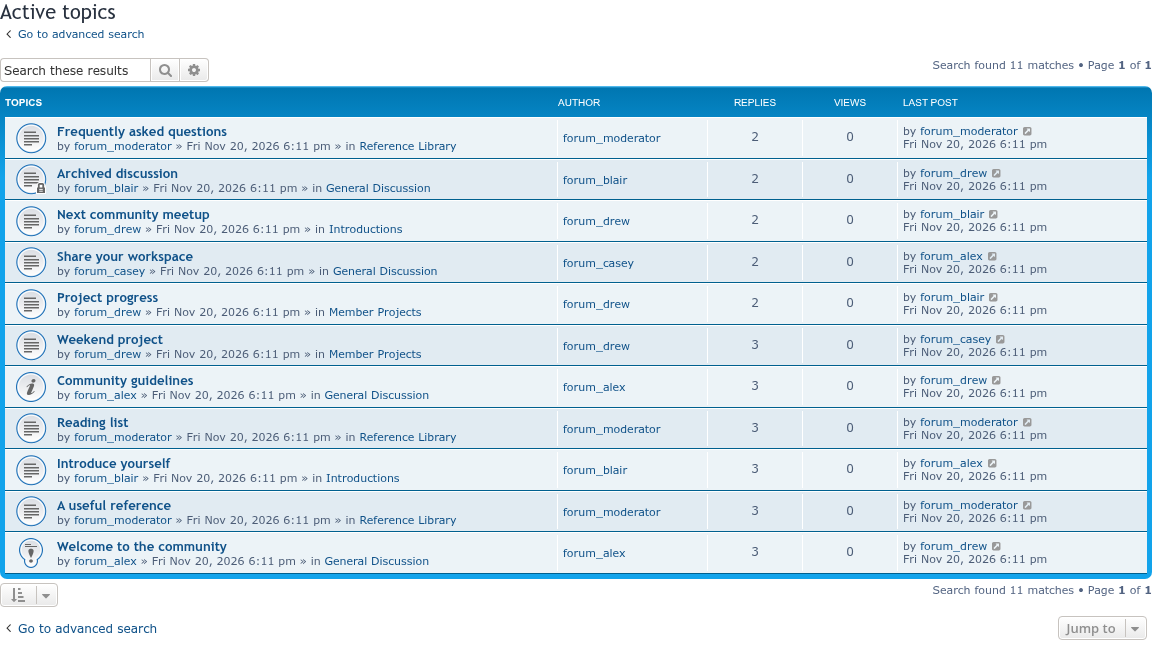 Active topics
Go to advanced search
Search these results
Search found 11 matches • Page 1 of 1
TOPICS AUTHOR REPLIES VIEWS LAST POST
Frequently asked questions
by forum_moderator » Fri Nov 20, 2026 6:11 pm » in Reference Library
forum_moderator 2 0
by forum_moderator
Fri Nov 20, 2026 6:11 pm
Archived discussion
by forum_blair » Fri Nov 20, 2026 6:11 pm » in General Discussion
forum_blair 2 0
by forum_drew
Fri Nov 20, 2026 6:11 pm
Next community meetup
by forum_drew » Fri Nov 20, 2026 6:11 pm » in Introductions
forum_drew 2 0
by forum_blair
Fri Nov 20, 2026 6:11 pm
Share your workspace
by forum_casey » Fri Nov 20, 2026 6:11 pm » in General Discussion
forum_casey 2 0
by forum_alex
Fri Nov 20, 2026 6:11 pm
Project progress
by forum_drew » Fri Nov 20, 2026 6:11 pm » in Member Projects
forum_drew 2 0
by forum_blair
Fri Nov 20, 2026 6:11 pm
Weekend project
by forum_drew » Fri Nov 20, 2026 6:11 pm » in Member Projects
forum_drew 3 0
by forum_casey
Fri Nov 20, 2026 6:11 pm
Community guidelines
by forum_alex » Fri Nov 20, 2026 6:11 pm » in General Discussion
forum_alex 3 0
by forum_drew
Fri Nov 20, 2026 6:11 pm
Reading list
by forum_moderator » Fri Nov 20, 2026 6:11 pm » in Reference Library
forum_moderator 3 0
by forum_moderator
Fri Nov 20, 2026 6:11 pm
Introduce yourself
by forum_blair » Fri Nov 20, 2026 6:11 pm » in Introductions
forum_blair 3 0
by forum_alex
Fri Nov 20, 2026 6:11 pm
A useful reference
by forum_moderator » Fri Nov 20, 2026 6:11 pm » in Reference Library
forum_moderator 3 0
by forum_moderator
Fri Nov 20, 2026 6:11 pm
Welcome to the community
by forum_alex » Fri Nov 20, 2026 6:11 pm » in General Discussion
forum_alex 3 0
by forum_drew
Fri Nov 20, 2026 6:11 pm
Search found 11 matches • Page 1 of 1
Go to advanced search
Jump to